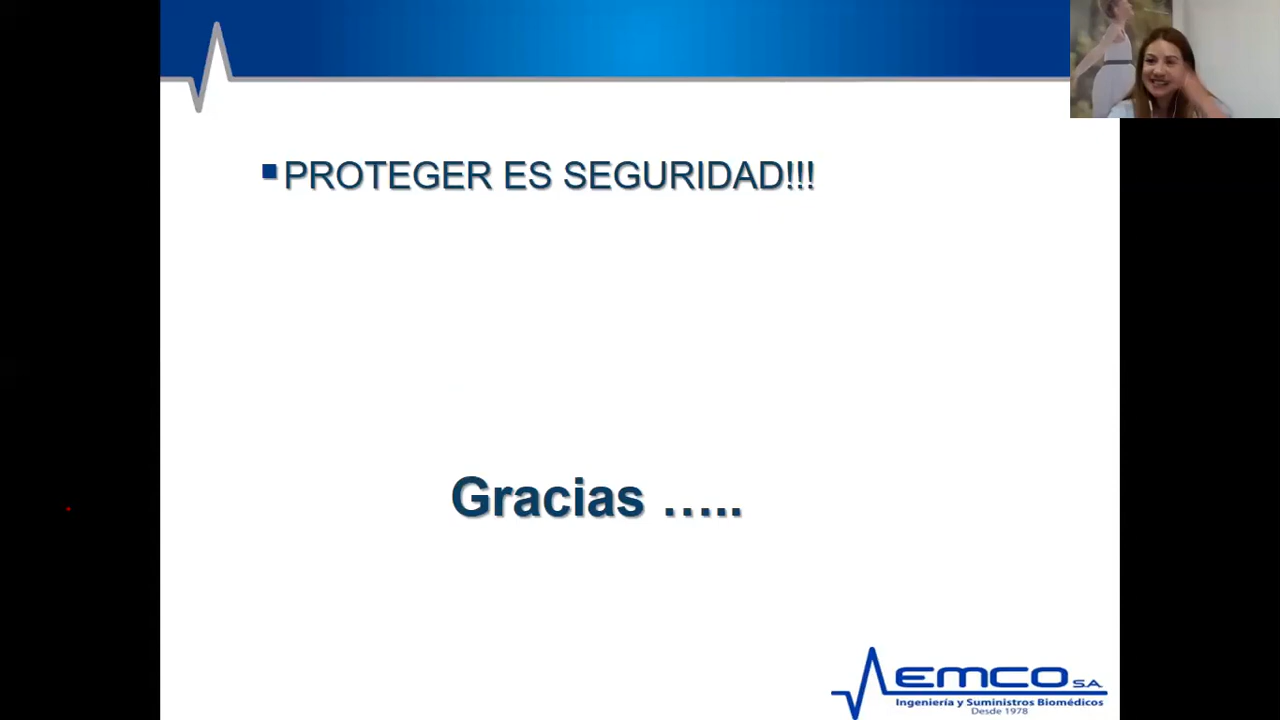 PROTEGER ES SEGURIDAD!!!
Gracias …..
EMCO S.A.
Ingeniería y Suministros Biomédicos
Desde 1978